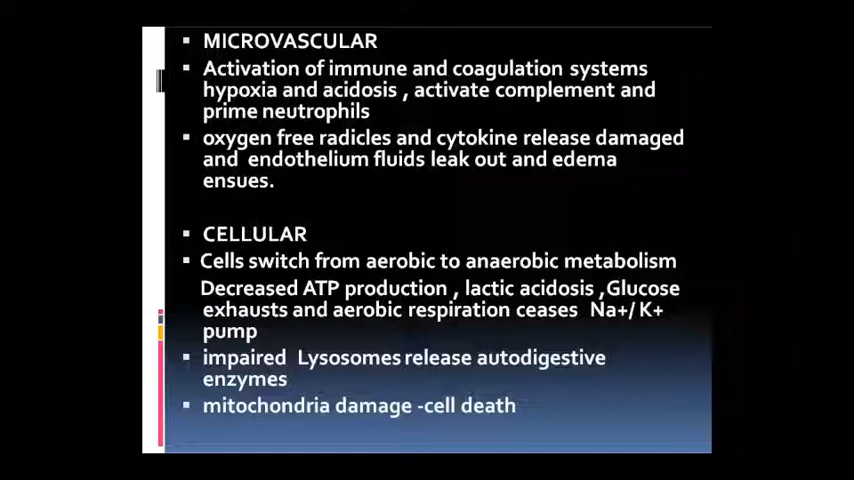 MICROVASCULAR
Activation of immune and coagulation systems
hypoxia and acidosis , activate complement and
prime neutrophils
oxygen free radicles and cytokine release damaged
and endothelium fluids leak out and edema
ensues.
CELLULAR
Cells switch from aerobic to anaerobic metabolism
Decreased ATP production , lactic acidosis ,Glucose
exhausts and aerobic respiration ceases Na+/ K+
pump
impaired Lysosomes release autodigestive
enzymes
mitochondria damage -cell death